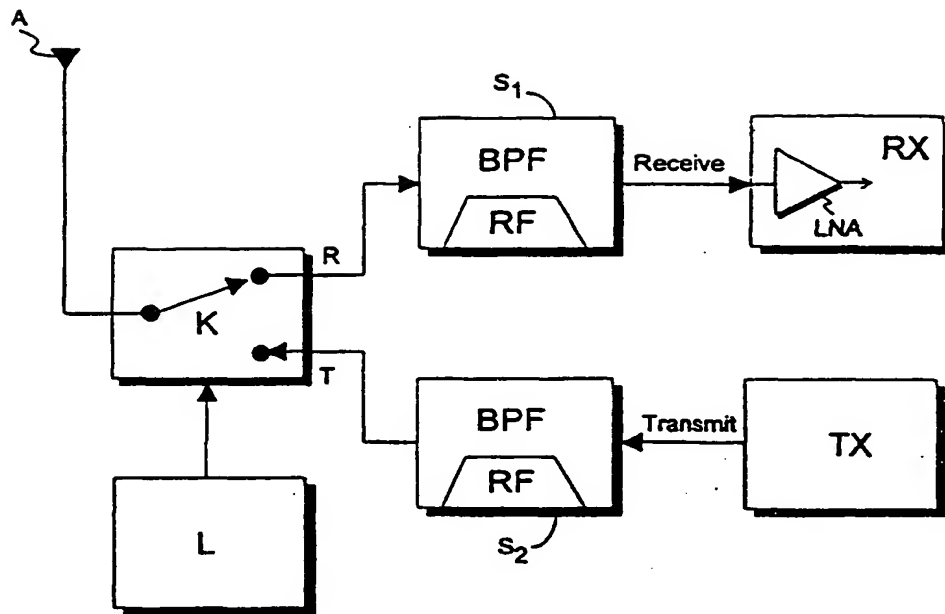 A
S1
BPF
RF
Receive
RX
LNA
R
K
T
BPF
RF
Transmit
TX
S2
L